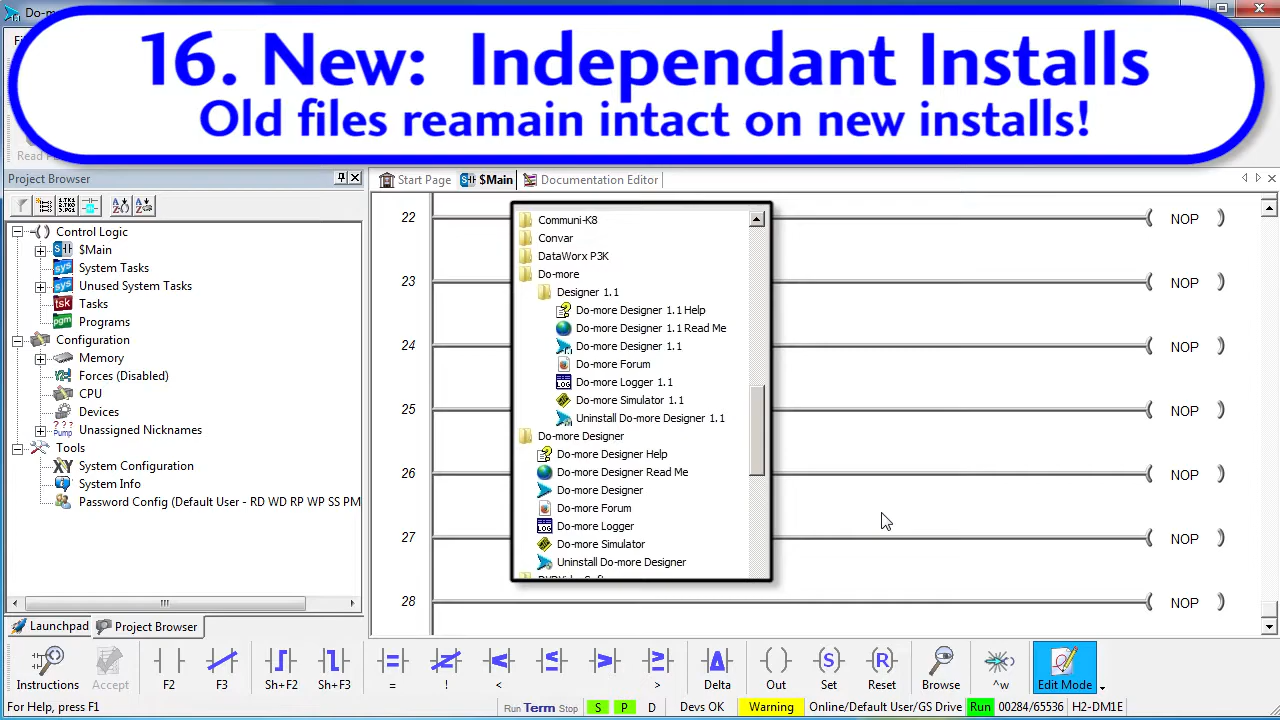 Do-
16. New: Independant Installs
Old files reamain intact on new installs!
Project Browser
Start Page
$Main
Documentation Editor
Control Logic
$Main
System Tasks
Unused System Tasks
Tasks
Programs
Configuration
Memory
Forces (Disabled)
CPU
Devices
Unassigned Nicknames
Tools
System Configuration
System Info
Password Config (Default User - RD WD RP WP SS PM
Launchpad
Project Browser
22
NOP
23
NOP
24
NOP
25
NOP
26
NOP
27
NOP
28
NOP
Communi-K8
Convar
DataWorx P3K
Do-more
Designer 1.1
Do-more Designer 1.1 Help
Do-more Designer 1.1 Read Me
Do-more Designer 1.1
Do-more Forum
Do-more Logger 1.1
Do-more Simulator 1.1
Uninstall Do-more Designer 1.1
Do-more Designer
Do-more Designer Help
Do-more Designer Read Me
Do-more Designer
Do-more Forum
Do-more Logger
Do-more Simulator
Uninstall Do-more Designer
Instructions
Accept
F2
F3
Sh+F2
Sh+F3
=
!
<
>
Delta
Out
Set
Reset
Browse
^w
Edit Mode
For Help, press F1
Run Term Stop
S
P
D
Devs OK
Warning
Online/Default User/GS Drive
Run
00284/65536
H2-DM1E